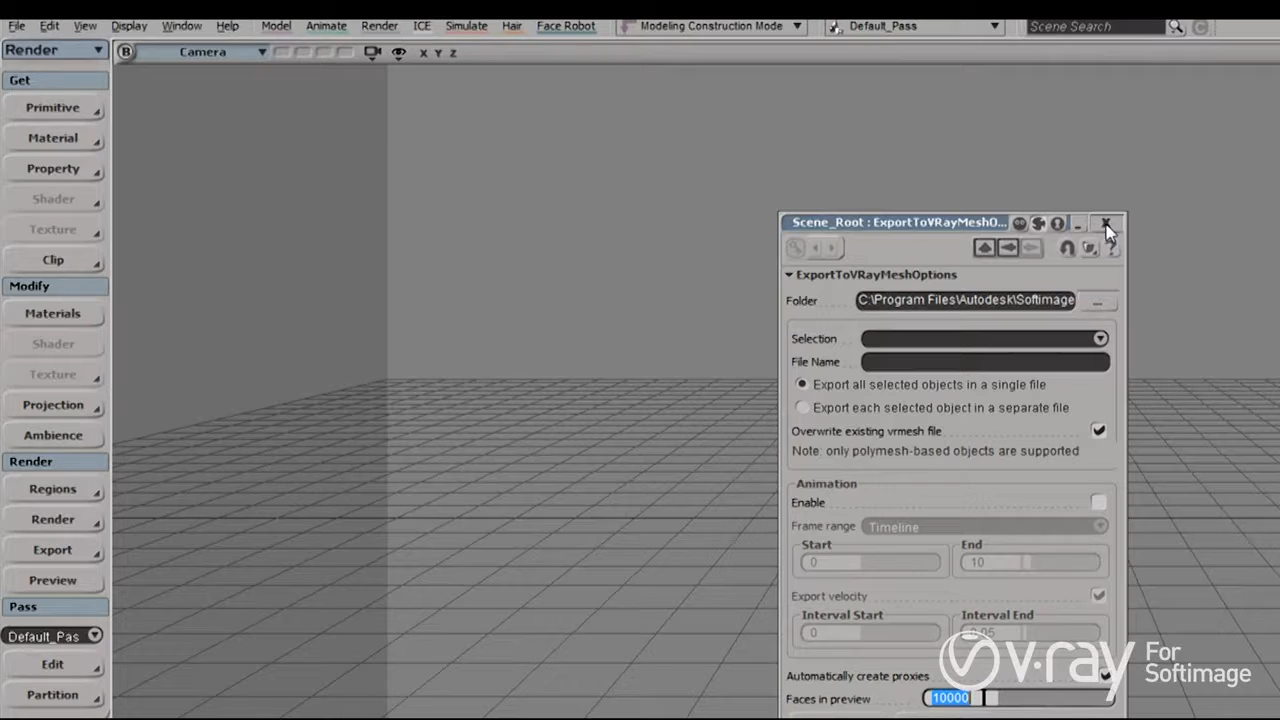 File Edit View Display Window Help Model Animate Render ICE Simulate Hair Face Robot Modeling Construction Mode Default_Pass Scene Search
Render B Camera X Y Z
Get
Primitive
Material
Property
Shader
Texture
Clip
Modify
Materials
Shader
Texture
Projection
Ambience
Render
Regions
Render
Export
Preview
Pass
Default_Pas
Edit
Partition
Scene_Root : ExportToVRayMeshO...
ExportToVRayMeshOptions
Folder C:\Program Files\Autodesk\Softimage ...
Selection
File Name
Export all selected objects in a single file
Export each selected object in a separate file
Overwrite existing vrmesh file
Note: only polymesh-based objects are supported
Animation
Enable
Frame range Timeline
Start End
0 10
Export velocity
Interval Start Interval End
0 0.05
Automatically create proxies
Faces in preview 10000
v·ray For Softimage